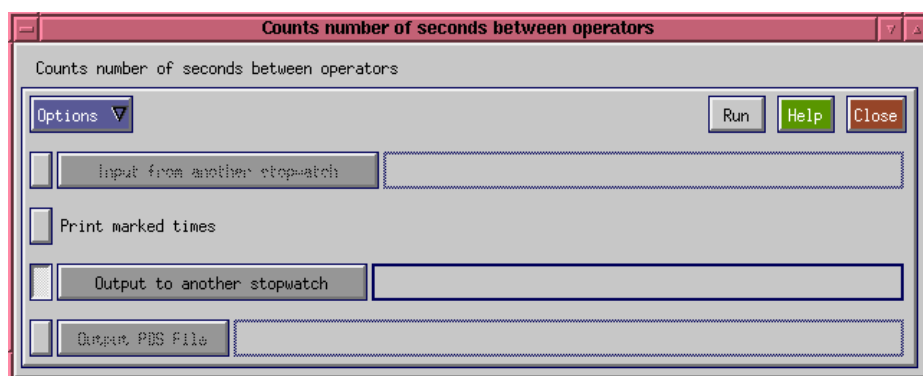 Counts number of seconds between operators
Counts number of seconds between operators
Options Run Help Close
Input from another stopwatch
Print marked times
Output to another stopwatch
Output PDS File